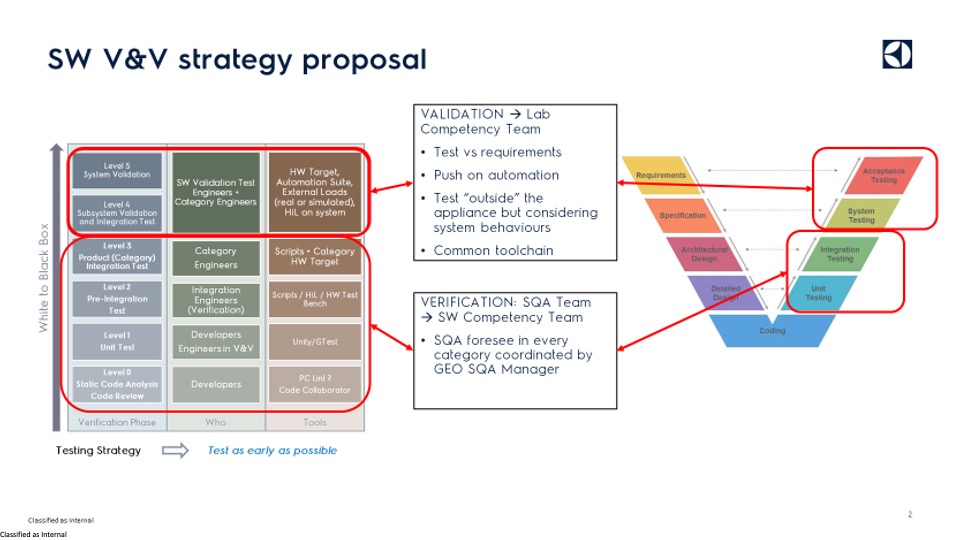 SW V&V strategy proposal
White to Black Box
Level 5
System Validation
SW Validation Test
Engineers +
Category Engineers
HW Target,
Automation Suite,
External Loads
(real or simulated),
HiL on system
Level 4
Subsystem Validation
and Integration Test
Level 3
Product (Category)
Integration Test
Category
Engineers
Scripts + Category
HW Target
Level 2
Pre-Integration
Test
Integration
Engineers
(Verification)
Scripts / HiL / HW Test
Bench
Level 1
Unit Test
Developers
Engineers in V&V
Unity/GTest
Level 0
Static Code Analysis
Code Review
Developers
PC Lint ?
Code Collaborator
Verification Phase
Who
Tools
Testing Strategy
Test as early as possible
VALIDATION → Lab
Competency Team
• Test vs requirements
• Push on automation
• Test "outside" the
appliance but considering
system behaviours
• Common toolchain
VERIFICATION: SQA Team
→ SW Competency Team
• SQA foresee in every
category coordinated by
GEO SQA Manager
Requirements
Specification
Architectural
Design
Detailed
Design
Coding
Acceptance
Testing
System
Testing
Integration
Testing
Unit
Testing
Classified as Internal
2
Classified as Internal